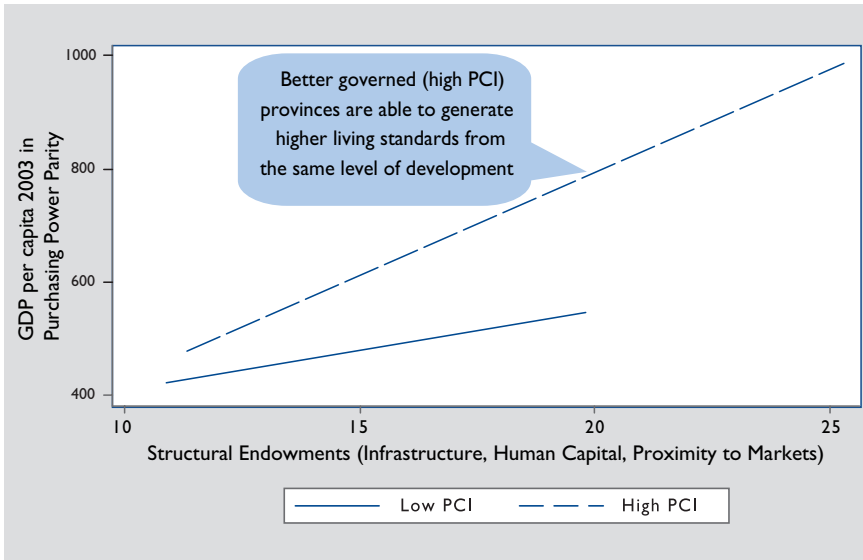 1000
800
600
400
GDP per capita 2003 in
Purchasing Power Parity
Better governed (high PCI)
provinces are able to generate
higher living standards from
the same level of development
10 15 20 25
Structural Endowments (Infrastructure, Human Capital, Proximity to Markets)
Low PCI High PCI